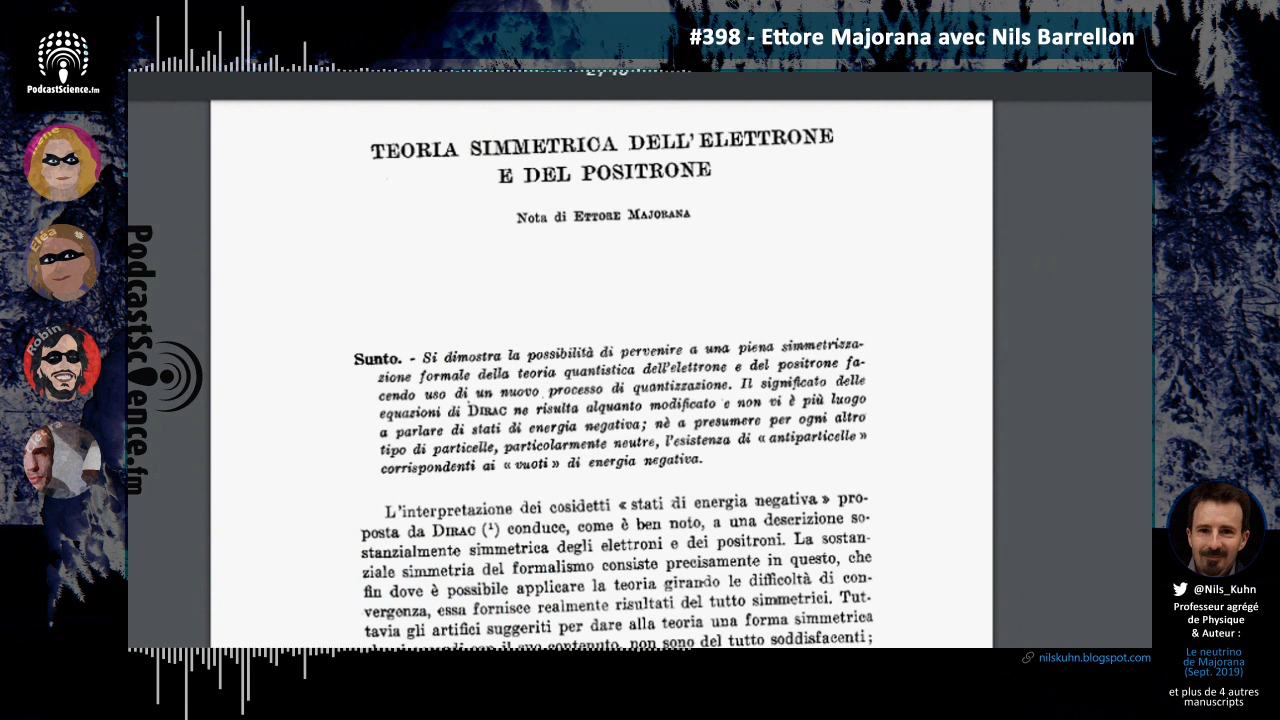 #398 - Ettore Majorana avec Nils Barrellon
PodcastScience.fm
Irene
Eléa
Robin
PodcastScience.fm
TEORIA SIMMETRICA DELL'ELETTRONE
E DEL POSITRONE
Nota di ETTORE MAJORANA
Sunto. - Si dimostra la possibilità di pervenire a una piena simmetrizza-
zione formale della teoria quantistica dell'elettrone e del positrone fa-
cendo uso di un nuovo processo di quantizzazione. Il significato delle
equazioni di DIRAC ne risulta alquanto modificato e non vi è più luogo
a parlare di stati di energia negativa; nè a presumere per ogni altro
tipo di particelle, particolarmente neutre, l'esistenza di « antiparticelle »
corrispondenti ai « vuoti » di energia negativa.
L'interpretazione dei cosidetti « stati di energia negativa » pro-
posta da DIRAC (¹) conduce, come è ben noto, a una descrizione so-
stanzialmente simmetrica degli elettroni e dei positroni. La sostan-
ziale simmetria del formalismo consiste precisamente in questo, che
fin dove è possibile applicare la teoria girando le difficoltà di con-
vergenza, essa fornisce realmente risultati del tutto simmetrici. Tut-
tavia gli artifici suggeriti per dare alla teoria una forma simmetrica
contenuto, non sono del tutto soddisfacenti;
@Nils_Kuhn
Professeur agrégé
de Physique
& Auteur :
Le neutrino
de Majorana
(Sept. 2019)
et plus de 4 autres
manuscripts
nilskuhn.blogspot.com